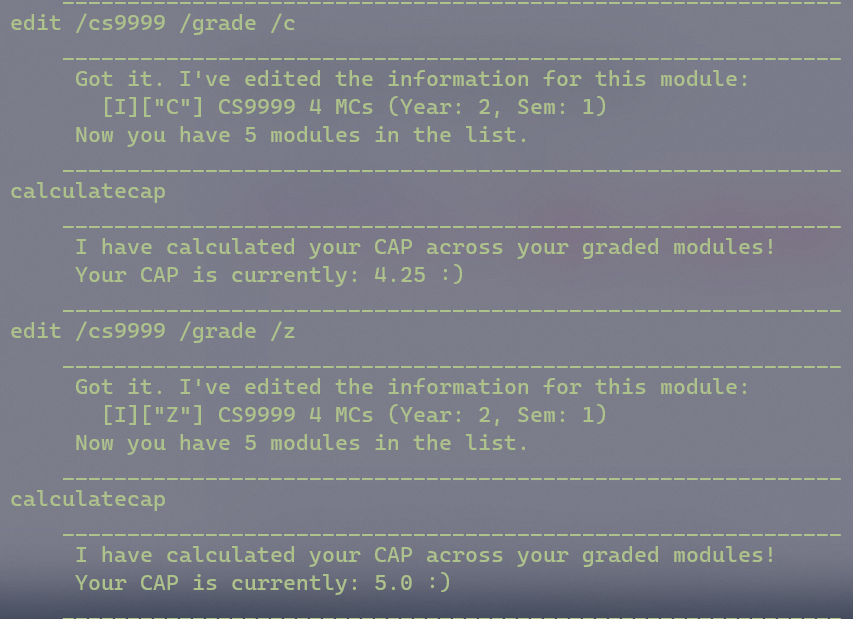 edit /cs9999 /grade /c
____________________________________________________________
Got it. I've edited the information for this module:
[I]["C"] CS9999 4 MCs (Year: 2, Sem: 1)
Now you have 5 modules in the list.
____________________________________________________________
calculatecap
____________________________________________________________
I have calculated your CAP across your graded modules!
Your CAP is currently: 4.25 :)
____________________________________________________________
edit /cs9999 /grade /z
____________________________________________________________
Got it. I've edited the information for this module:
[I]["Z"] CS9999 4 MCs (Year: 2, Sem: 1)
Now you have 5 modules in the list.
____________________________________________________________
calculatecap
____________________________________________________________
I have calculated your CAP across your graded modules!
Your CAP is currently: 5.0 :)
____________________________________________________________